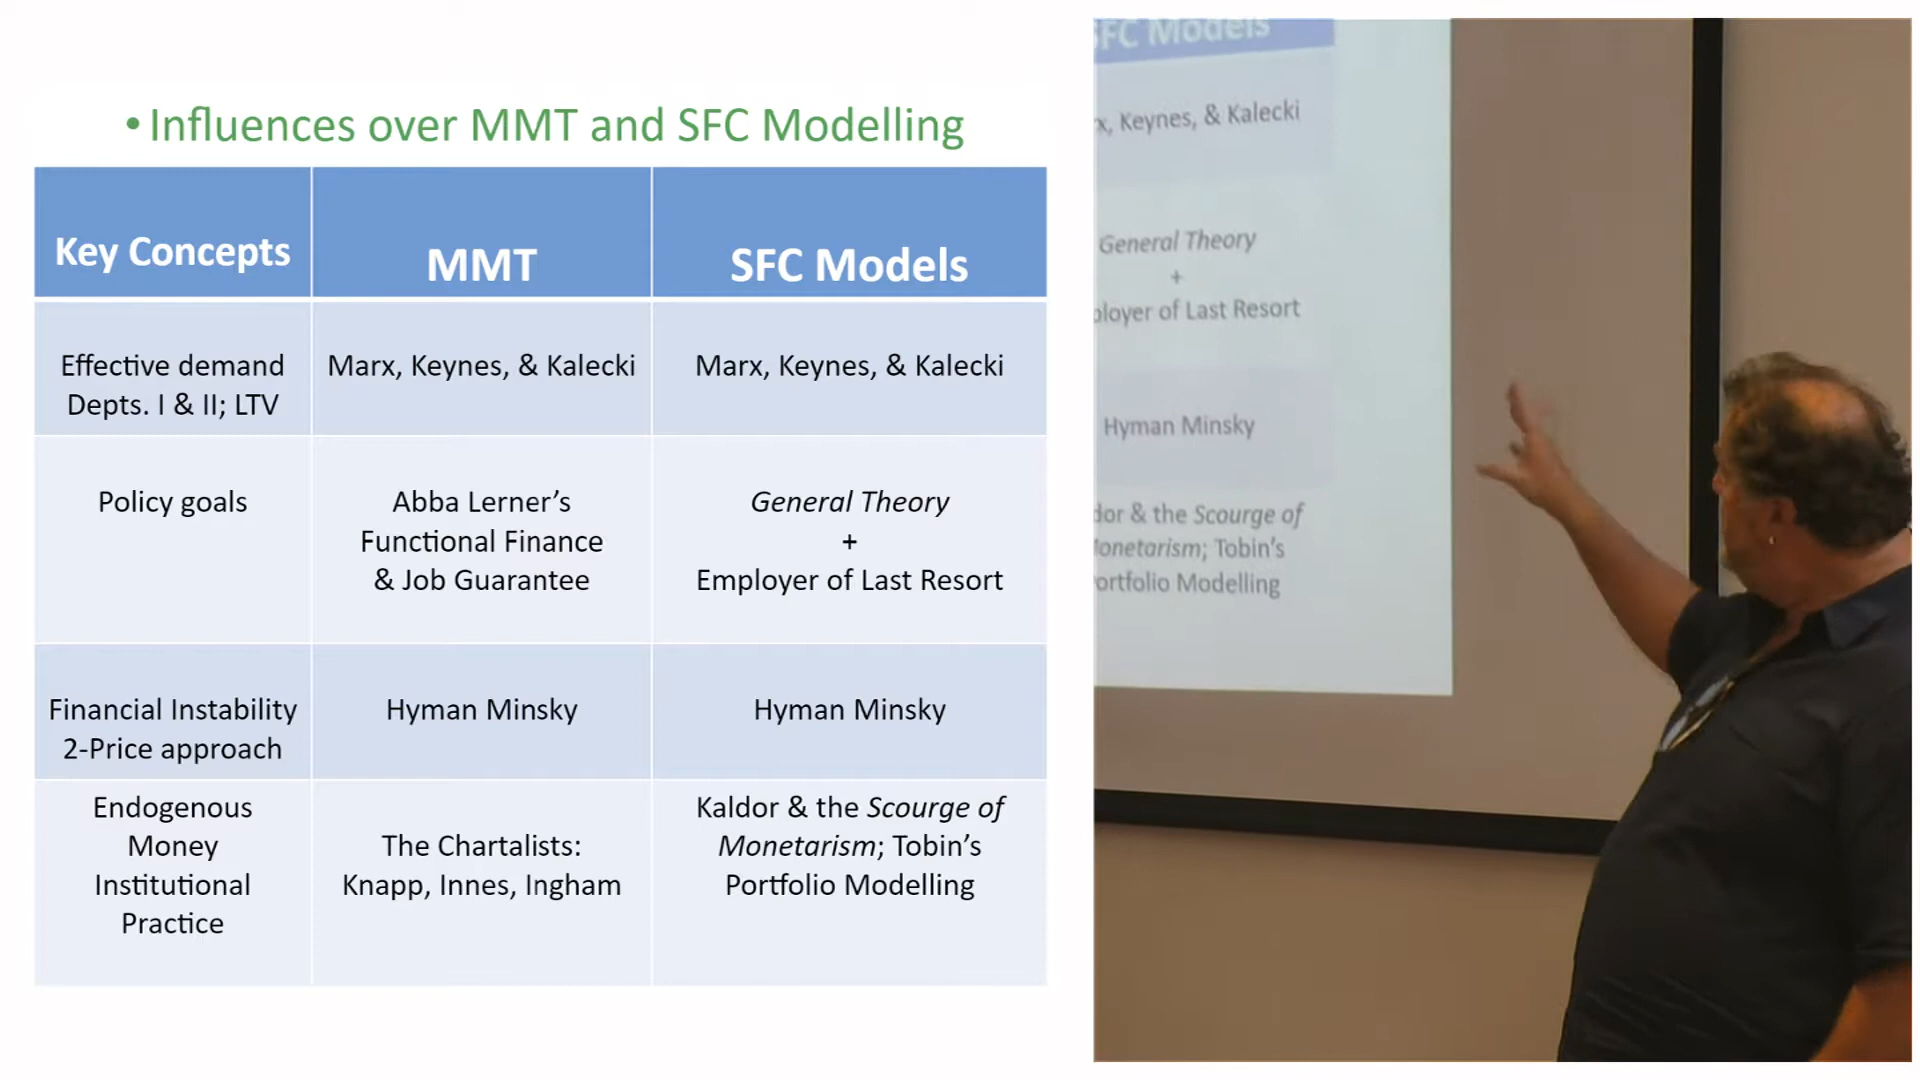 • Influences over MMT and SFC Modelling
Key Concepts
MMT
SFC Models
Effective demand
Depts. I & II; LTV
Marx, Keynes, & Kalecki
Marx, Keynes, & Kalecki
Policy goals
Abba Lerner’s
Functional Finance
& Job Guarantee
General Theory
+
Employer of Last Resort
Financial Instability
2-Price approach
Hyman Minsky
Hyman Minsky
Endogenous
Money
Institutional
Practice
The Chartalists:
Knapp, Innes, Ingham
Kaldor & the Scourge of
Monetarism; Tobin’s
Portfolio Modelling
SFC Models
x, Keynes, & Kalecki
General Theory
+
ployer of Last Resort
Hyman Minsky
dor & the Scourge of
onetarism; Tobin’s
ortfolio Modelling